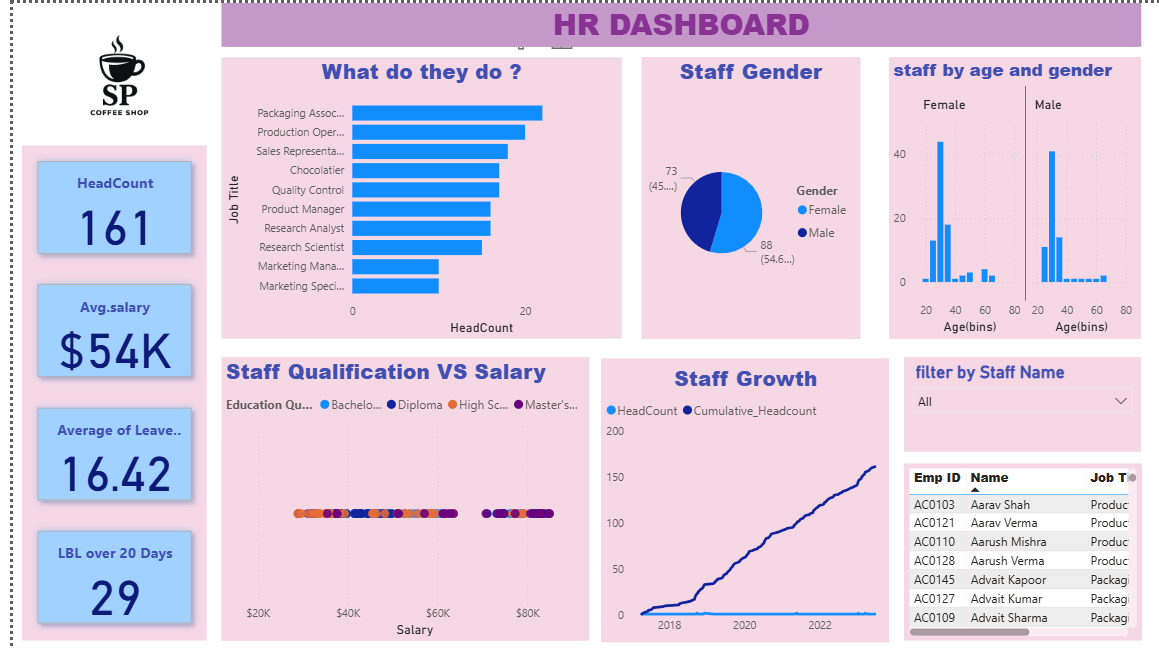 HR DASHBOARD
SP
COFFEE SHOP
HeadCount
161
Avg.salary
$54K
Average of Leave..
16.42
LBL over 20 Days
29
What do they do ?
Job Title
Packaging Assoc...
Production Oper...
Sales Representa...
Chocolatier
Quality Control
Product Manager
Research Analyst
Research Scientist
Marketing Mana...
Marketing Speci...
0 20
HeadCount
Staff Gender
73
(45....)
88
(54.6...)
Gender
Female
Male
staff by age and gender
Female Male
40
20
0
20 40 60 80 20 40 60 80
Age(bins) Age(bins)
Staff Qualification VS Salary
Education Qu... Bachelo... Diploma High Sc... Master's...
$20K $40K $60K $80K
Salary
Staff Growth
HeadCount Cumulative_Headcount
200
150
100
50
0
2018 2020 2022
filter by Staff Name
All
Emp ID Name Job T
AC0103 Aarav Shah Produc
AC0121 Aarav Verma Produc
AC0110 Aarush Mishra Produc
AC0128 Aarush Verma Produc
AC0145 Advait Kapoor Packagi
AC0127 Advait Kumar Packagi
AC0109 Advait Sharma Packagi